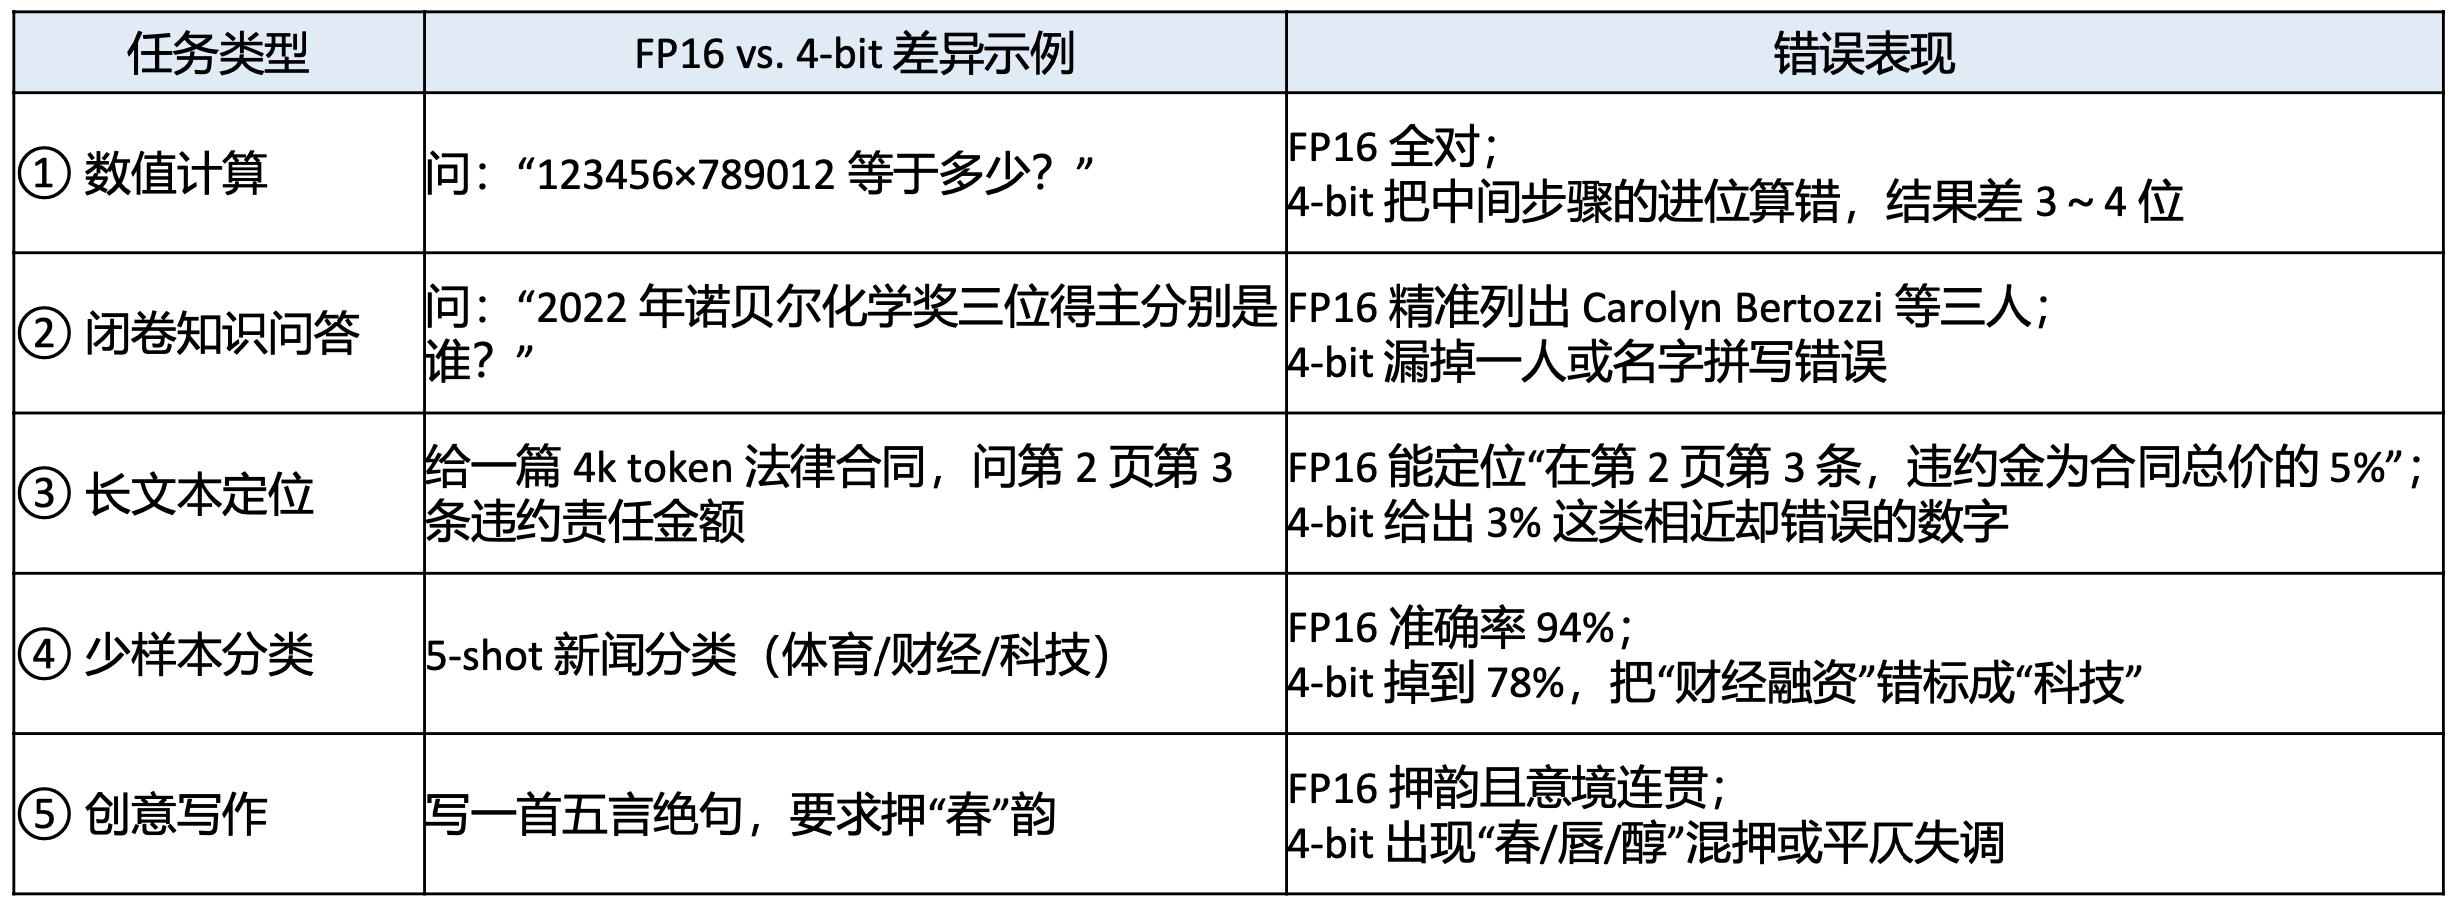 任务类型
FP16 vs. 4-bit 差异示例
错误表现
① 数值计算
问：“123456×789012 等于多少？”
FP16 全对；
4-bit 把中间步骤的进位算错，结果差 3 ~ 4 位
② 闭卷知识问答
问：“2022 年诺贝尔化学奖三位得主分别是
谁？”
FP16 精准列出 Carolyn Bertozzi 等三人；
4-bit 漏掉一人或名字拼写错误
③ 长文本定位
给一篇 4k token 法律合同，问第 2 页第 3
条违约责任金额
FP16 能定位“在第 2 页第 3 条，违约金为合同总价的 5%”；
4-bit 给出 3% 这类相近却错误的数字
④ 少样本分类
5-shot 新闻分类（体育/财经/科技）
FP16 准确率 94%；
4-bit 掉到 78%，把“财经融资”错标成“科技”
⑤ 创意写作
写一首五言绝句，要求押“春”韵
FP16 押韵且意境连贯；
4-bit 出现“春/唇/醇”混押或平仄失调